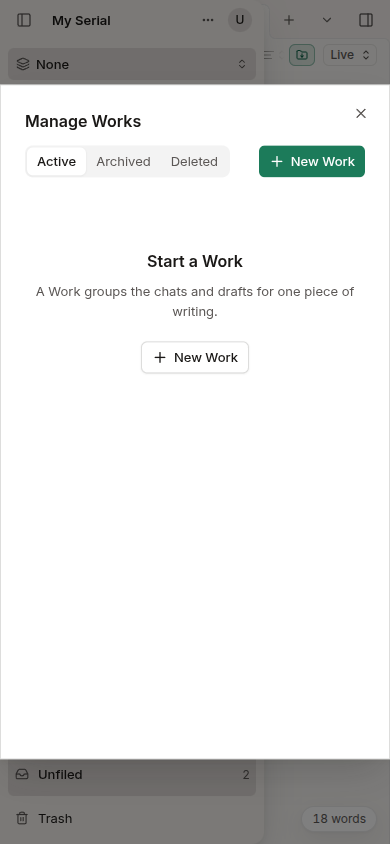 My Serial
U
None
Live
Manage Works
Active
Archived
Deleted
New Work
Start a Work
A Work groups the chats and drafts for one piece of
writing.
New Work
Unfiled
2
Trash
18 words